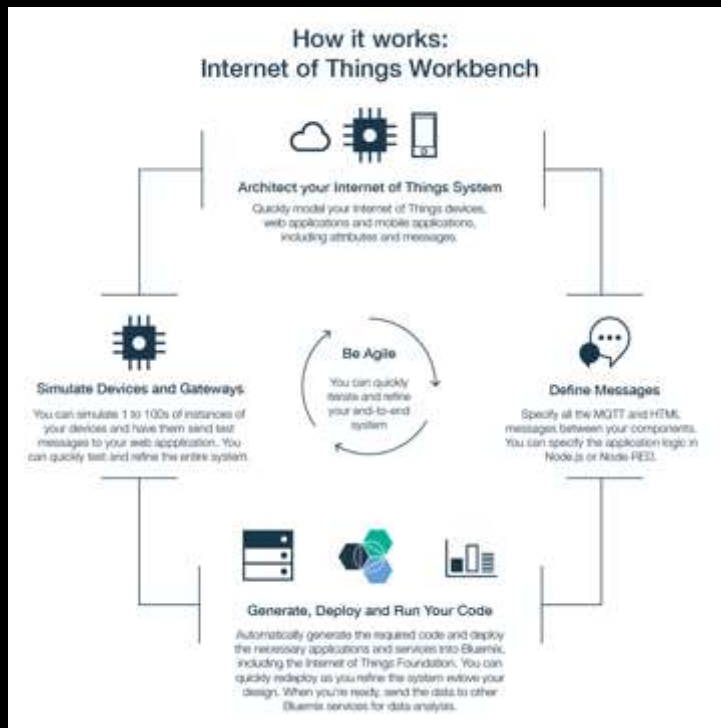 How it works:
Internet of Things Workbench
Architect your Internet of Things System
Quickly model your Internet of Things devices,
web applications and mobile applications,
including attributes and messages.
Simulate Devices and Gateways
You can simulate 1 to 100s of instances of
your devices and have them send test
messages to your web appplication. You
can quickly test and refine the entire system.
Be Agile
You can quickly
iterate and refine
your end-to-end
system
Define Messages
Specify all the MQTT and HTML
messages between your components.
You can specify the application logic in
Node.js or Node-RED.
Generate, Deploy and Run Your Code
Automatically generate the required code and deploy
the necessary applications and services into Bluemix,
including the Internet of Things Foundation. You can
quickly redeploy as you refine the system evlove your
design. When you're ready, send the data to other
Bluemix services for data analysis.